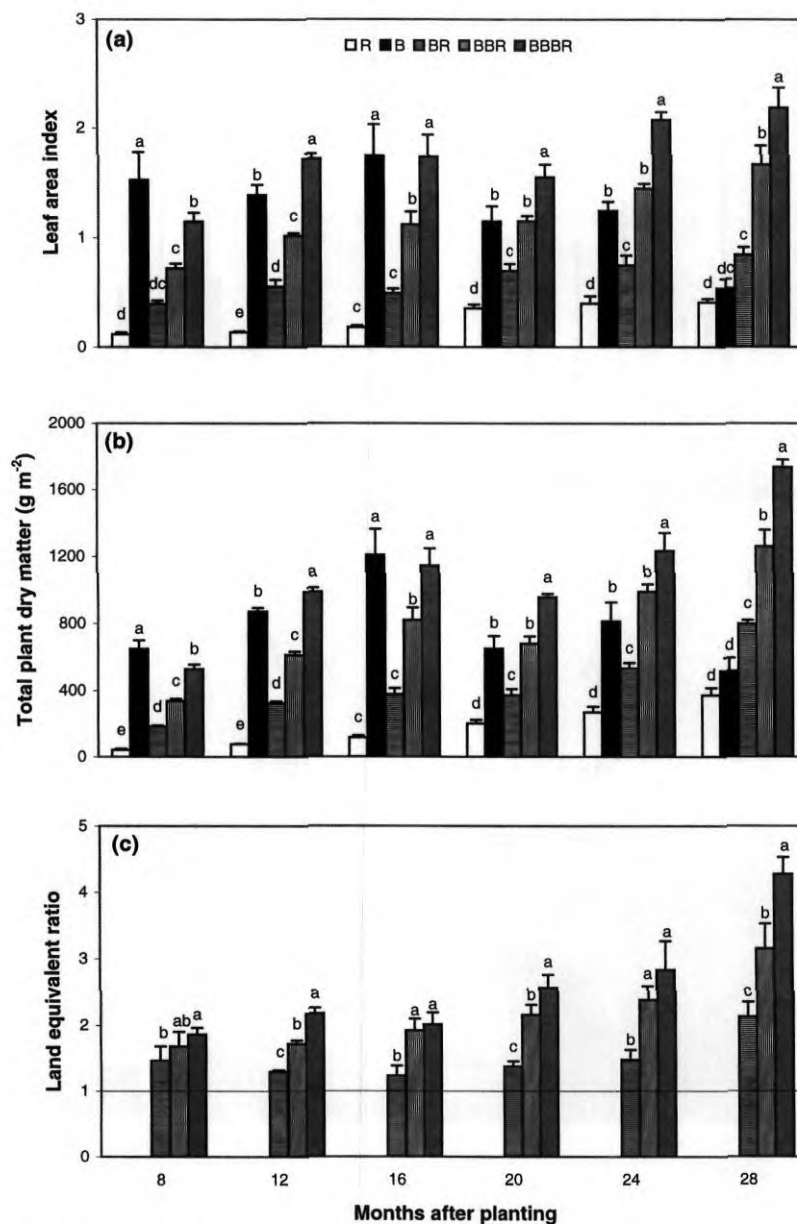 3
(a)
R B BR BBR BBBR
Leaf area index
2
1
0
a
d
dc
c
b
b
e
d
c
a
a
c
c
b
a
d
b
c
b
a
d
b
c
b
a
d
dc
c
b
a
2000
(b)
Total plant dry matter (g m⁻²)
1600
1200
800
400
0
e
a
d
c
b
e
b
d
c
a
c
a
c
b
a
d
b
c
b
a
d
b
c
b
a
d
d
c
b
a
5
(c)
Land equivalent ratio
4
3
2
1
0
b
ab
a
c
b
a
b
a
a
c
b
a
b
a
a
c
b
a
8 12 16 20 24 28
Months after planting